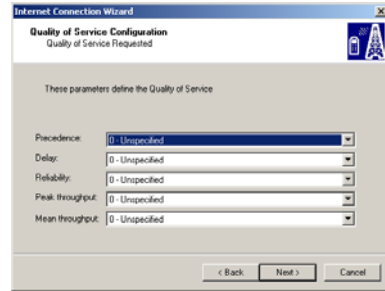 Internet Connection Wizard
Quality of Service Configuration
Quality of Service Requested
These parameters define the Quality of Service
Precedence: 0 - Unspecified
Delay: 0 - Unspecified
Reliability: 0 - Unspecified
Peak throughput: 0 - Unspecified
Mean throughput: 0 - Unspecified
< Back Next > Cancel